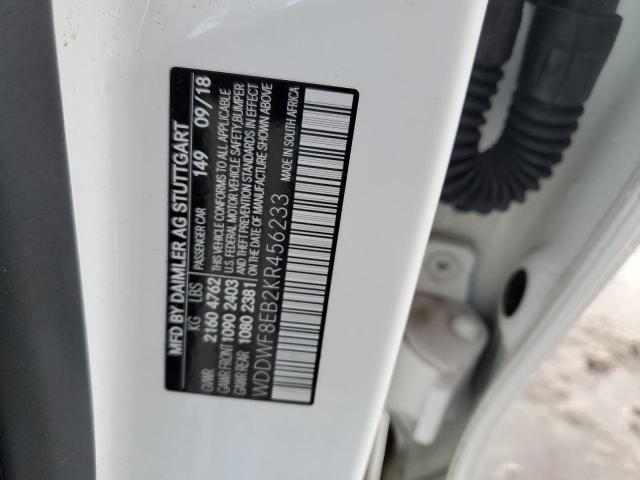 MFD BY DAIMLER AG STUTTGART
KG LBS PASSENGER CAR 149 09/18
GVWR 2160 4762 THIS VEHICLE CONFORMS TO ALL APPLICABLE
GAWR FRONT 1090 2403 U.S. FEDERAL MOTOR VEHICLE SAFETY, BUMPER
GAWR REAR 1080 2381 AND THEFT PREVENTION STANDARDS IN EFFECT
ON THE DATE OF MANUFACTURE SHOWN ABOVE
WDDWF8EB2KR456233 MADE IN SOUTH AFRICA